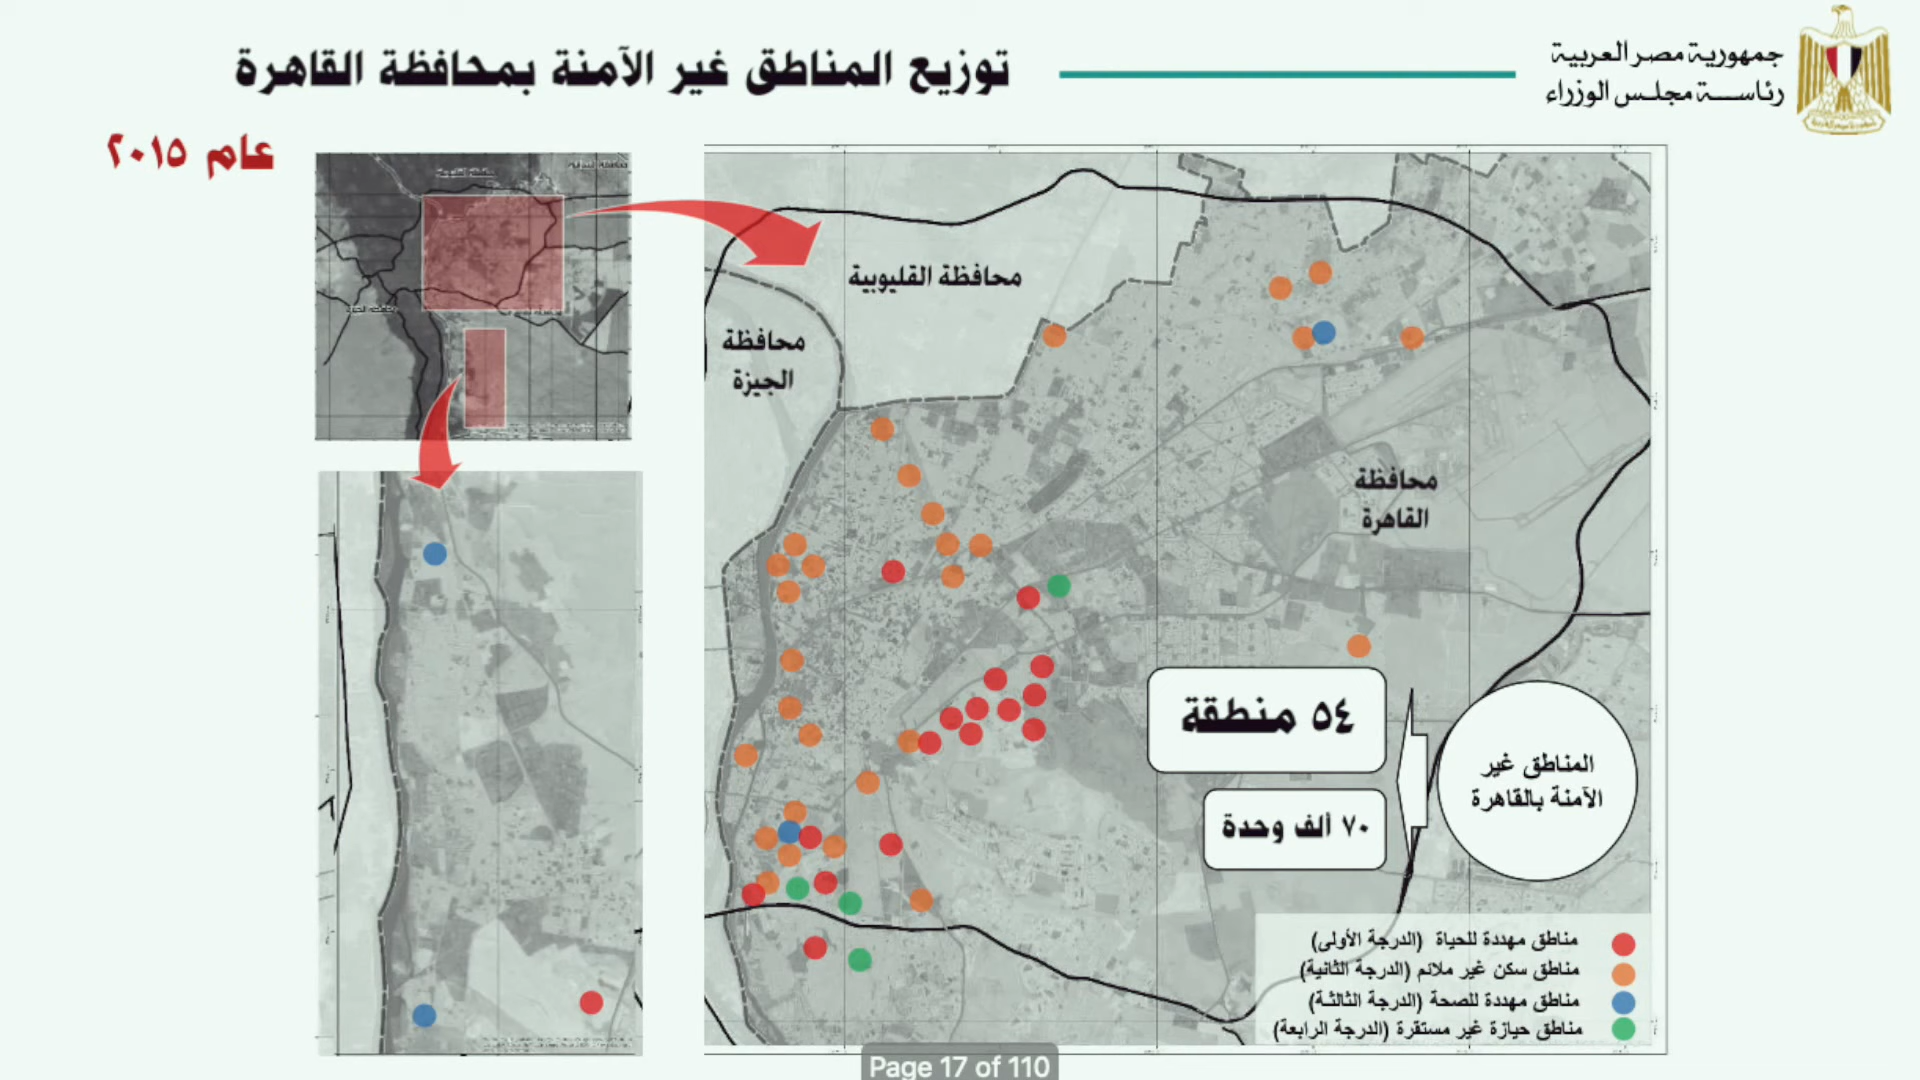 جمهورية مصر العربية
رئاسة مجلس الوزراء
توزيع المناطق غير الآمنة بمحافظة القاهرة
عام ٢٠١٥
محافظة القليوبية
محافظة
الجيزة
محافظة
القاهرة
المناطق غير
الآمنة بالقاهرة
٥٤ منطقة
٧٠ ألف وحدة
مناطق مهددة للحياة (الدرجة الأولى)
مناطق سكن غير ملائم (الدرجة الثانية)
مناطق مهددة للصحة (الدرجة الثالثة)
مناطق حيازة غير مستقرة (الدرجة الرابعة)
Page 17 of 110